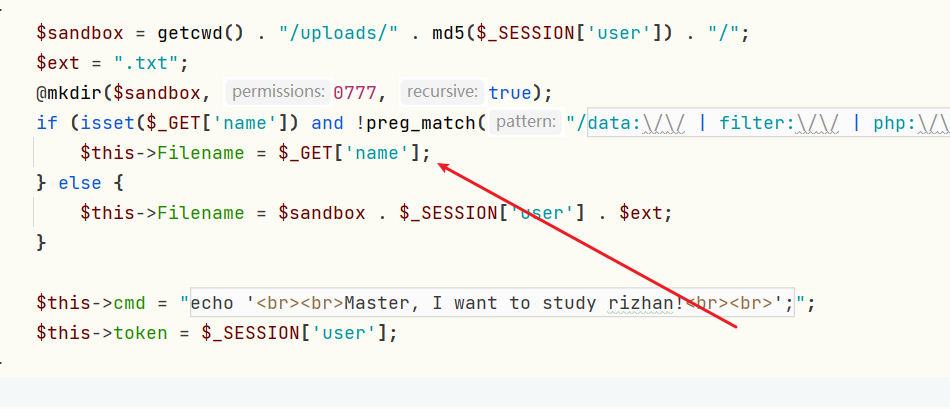 $sandbox = getcwd() . "/uploads/" . md5($_SESSION['user']) . "/";
$ext = ".txt";
@mkdir($sandbox, permissions: 0777, recursive: true);
if (isset($_GET['name']) and !preg_match( pattern: "/data:\/\/ | filter:\/\/ | php:\/\
$this->Filename = $_GET['name'];
} else {
$this->Filename = $sandbox . $_SESSION['user'] . $ext;
}
$this->cmd = "echo '<br><br>Master, I want to study rizhan!<br><br>';";
$this->token = $_SESSION['user'];